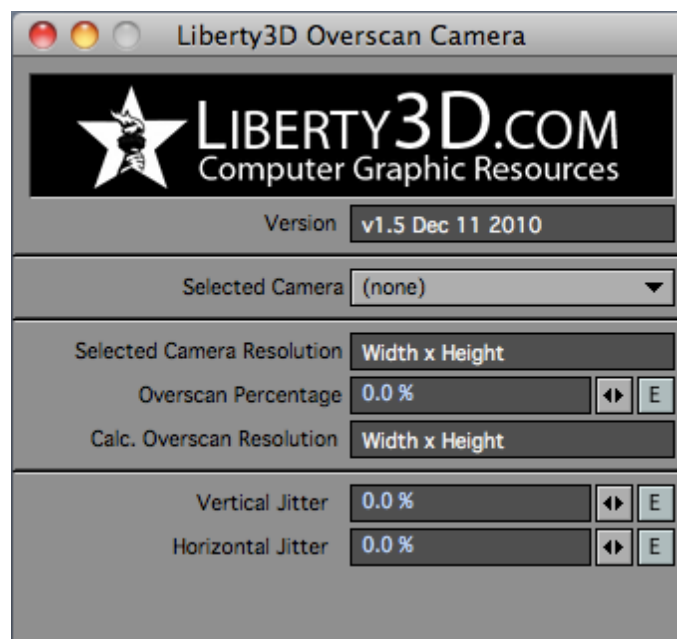 Liberty3D Overscan Camera
LIBERTY3D.COM
Computer Graphic Resources
Version v1.5 Dec 11 2010
Selected Camera (none)
Selected Camera Resolution Width x Height
Overscan Percentage 0.0 % E
Calc. Overscan Resolution Width x Height
Vertical Jitter 0.0 % E
Horizontal Jitter 0.0 % E